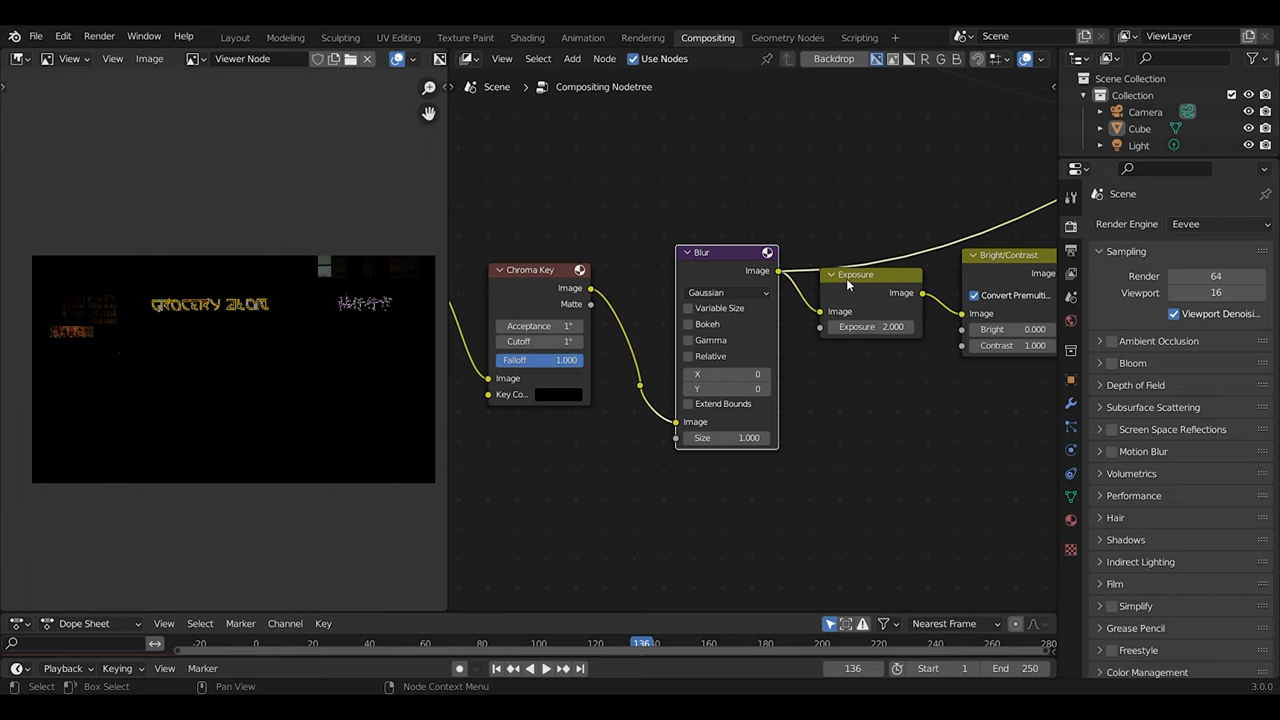 File Edit Render Window Help Layout Modeling Sculpting UV Editing Texture Paint Shading Animation Rendering Compositing Geometry Nodes Scripting + Scene ViewLayer
View View Image Viewer Node View Select Add Node Use Nodes Backdrop R G B
Scene > Compositing Nodetree
Scene Collection
Collection
Camera
Cube
Light
Scene
Render Engine Eevee
Sampling
Render 64
Viewport 16
Viewport Denoisi...
Ambient Occlusion
Bloom
Depth of Field
Subsurface Scattering
Screen Space Reflections
Motion Blur
Volumetrics
Performance
Hair
Shadows
Indirect Lighting
Film
Simplify
Grease Pencil
Freestyle
Color Management
GROCERY
Chroma Key
Image
Matte
Acceptance 1°
Cutoff 1°
Falloff 1.000
Image
Key Co...
Blur
Image
Gaussian
Variable Size
Bokeh
Gamma
Relative
X 0
Y 0
Extend Bounds
Image
Size 1.000
Exposure
Image
Image
Exposure 2.000
Bright/Contrast
Image
Convert Premulti...
Image
Bright 0.000
Contrast 1.000
Dope Sheet View Select Marker Channel Key Nearest Frame
-20 0 20 40 60 80 100 120 136 160 180 200 220 240 260 280
Playback Keying View Marker 136 Start 1 End 250
Select Box Select Pan View Node Context Menu 3.0.0